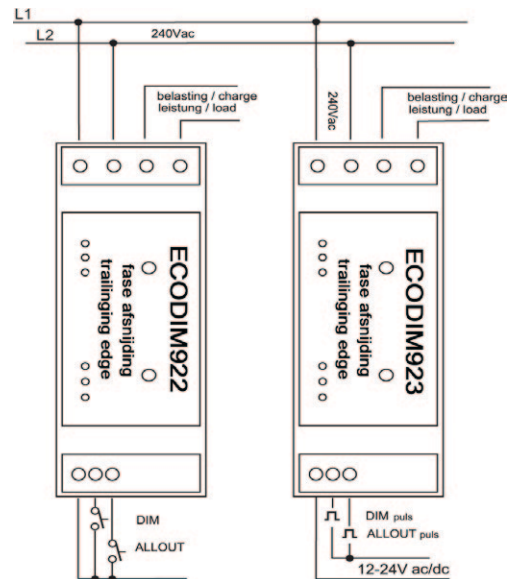 L1
L2
240Vac
belasting / charge
leistung / load
240Vac
belasting / charge
leistung / load
ECODIM922
fase afsnijding
trailinging edge
ECODIM923
fase afsnijding
trailinging edge
DIM
ALLOUT
DIM puls
ALLOUT puls
12-24V ac/dc